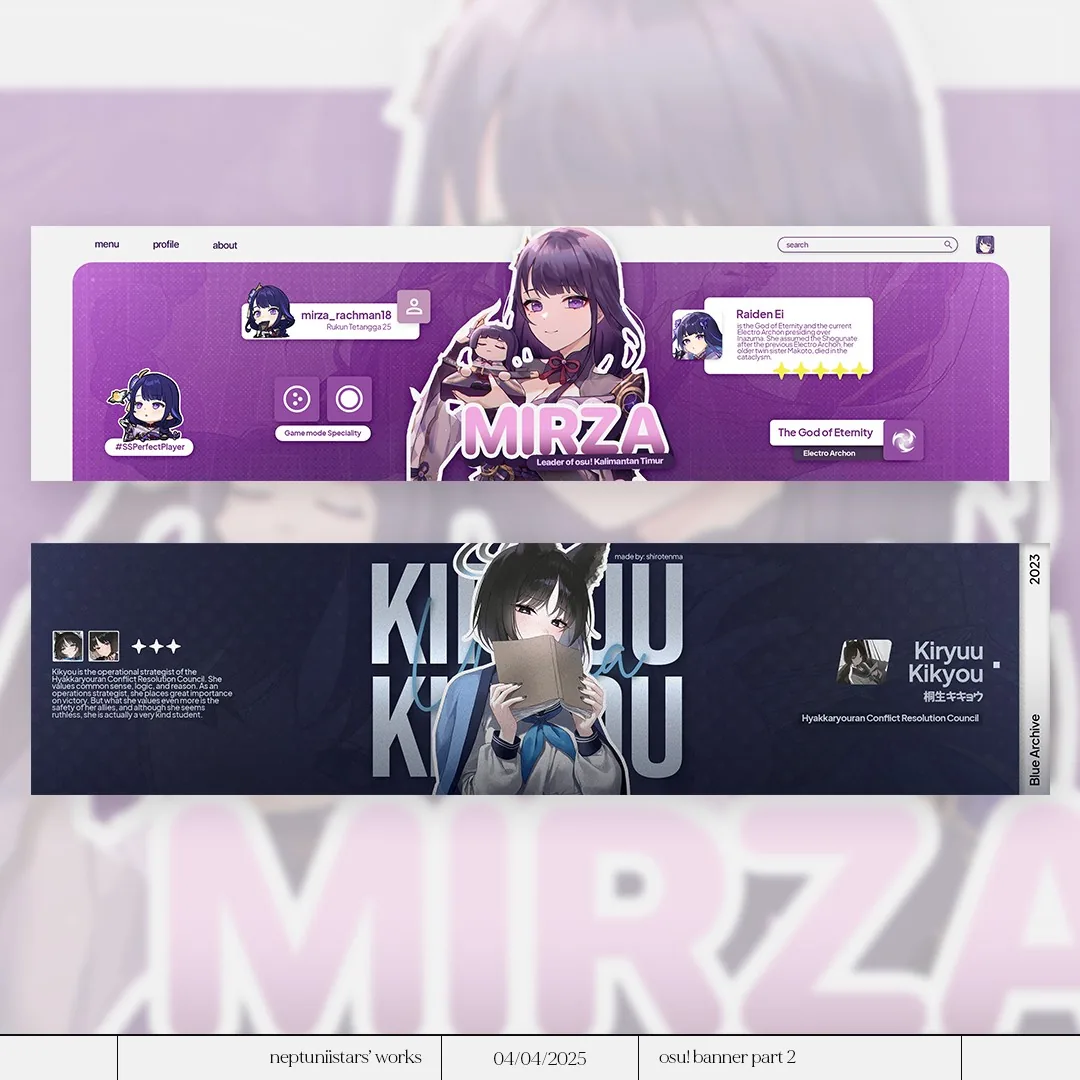 menu
profile
about
search
mirza_rachman18
Rukun Tetangga 25
Raiden Ei
is the God of Eternity and the current
Electro Archon presiding over
Inazuma. She assumed the Shogunate
after the previous Electro Archon, her
older twin sister Makoto, died in the
cataclysm.
#SSPerfectPlayer
Game mode Speciality
MIRZA
Leader of osu! Kalimantan Timur
The God of Eternity
Electro Archon
made by: shirotenma
Kikyou is the operational strategist of the
Hyakkaryouran Conflict Resolution Council. She
values common sense, logic, and reason. As an
operations strategist, she places great importance
on victory. But what she values even more is the
safety of her allies, and although she seems
ruthless, she is actually a very kind student.
Kiryuu
Kikyou
桐生キキョウ
Hyakkaryouran Conflict Resolution Council
2023
Blue Archive
MIRZA
neptuniistars’ works
04/04/2025
osu! banner part 2